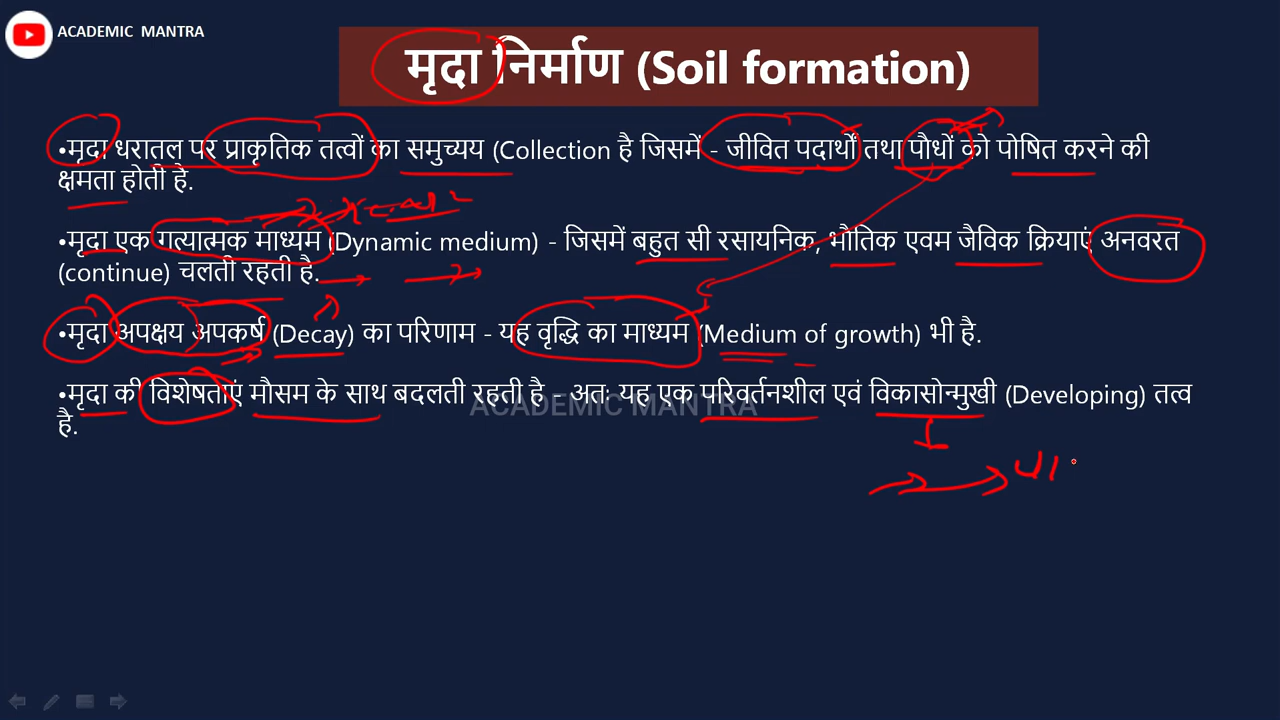 ACADEMIC MANTRA
मृदा निर्माण (Soil formation)
•मृदा धरातल पर प्राकृतिक तत्वों का समुच्यय (Collection है जिसमें - जीवित पदार्थों तथा पौधों को पोषित करने की
क्षमता होती हे.
•मृदा एक गत्यात्मक माध्यम (Dynamic medium) - जिसमें बहुत सी रसायनिक, भौतिक एवम जैविक क्रियाएं अनवरत
(continue) चलती रहती है.
•मृदा अपक्षय अपकर्ष (Decay) का परिणाम - यह वृद्धि का माध्यम (Medium of growth) भी है.
•मृदा की विशेषताएं मौसम के साथ बदलती रहती है - अतः यह एक परिवर्तनशील एवं विकासोन्मुखी (Developing) तत्व
है.
ACADEMIC MANTRA